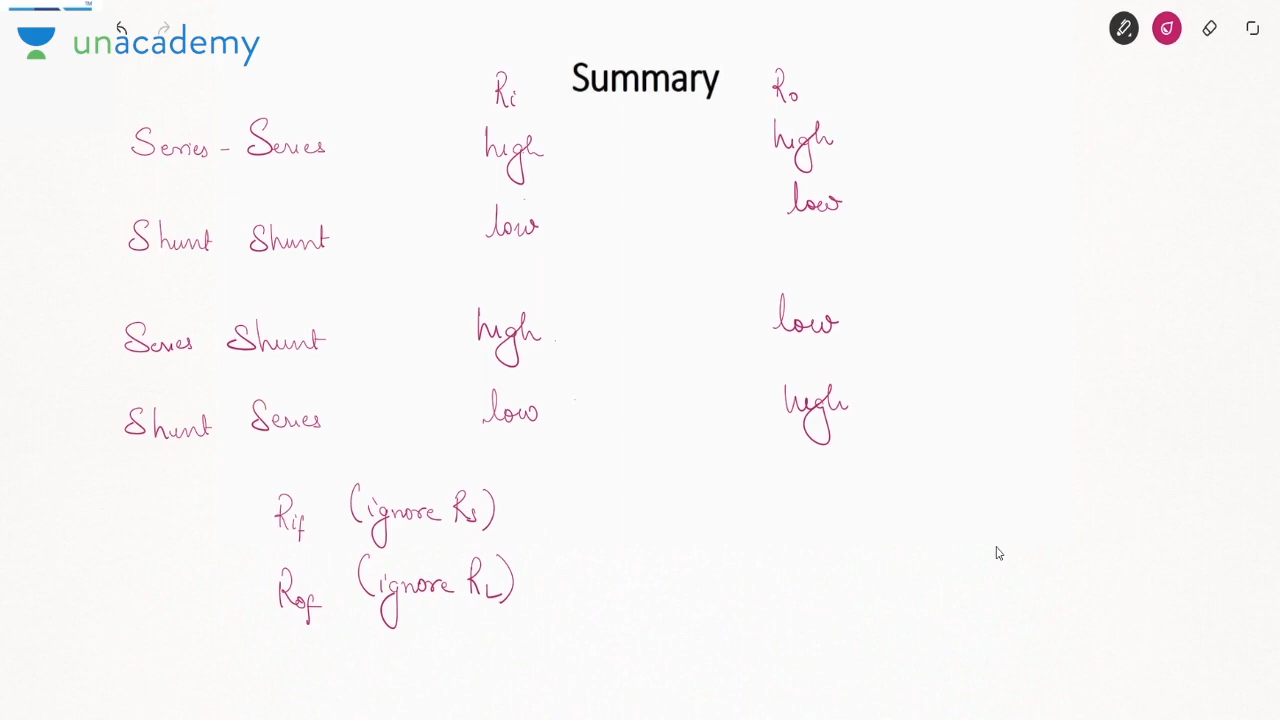 TM
unacademy
Summary
Ri Ro
Series - Series high high
Shunt Shunt low low
Series Shunt high low
Shunt Series low high
Rif (ignore Rs)
Rof (ignore RL)